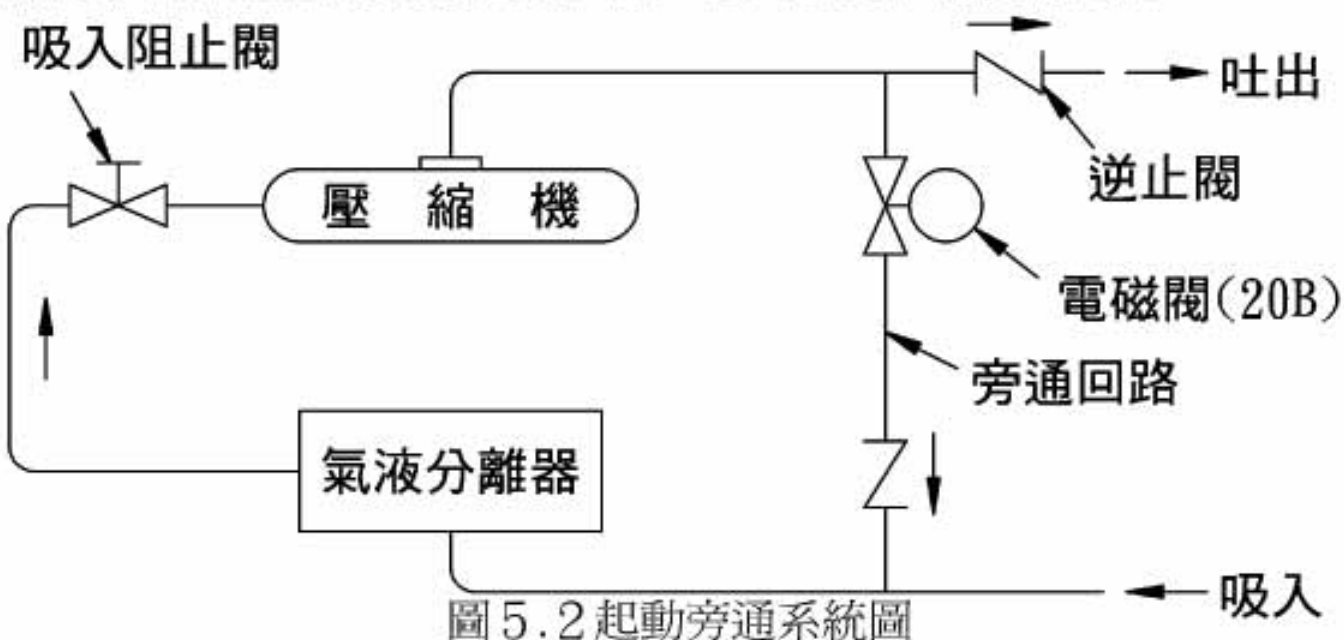 吸入阻止閥
吐出
逆止閥
壓縮機
電磁閥(20B)
旁通回路
氣液分離器
吸入
圖5.2起動旁通系統圖